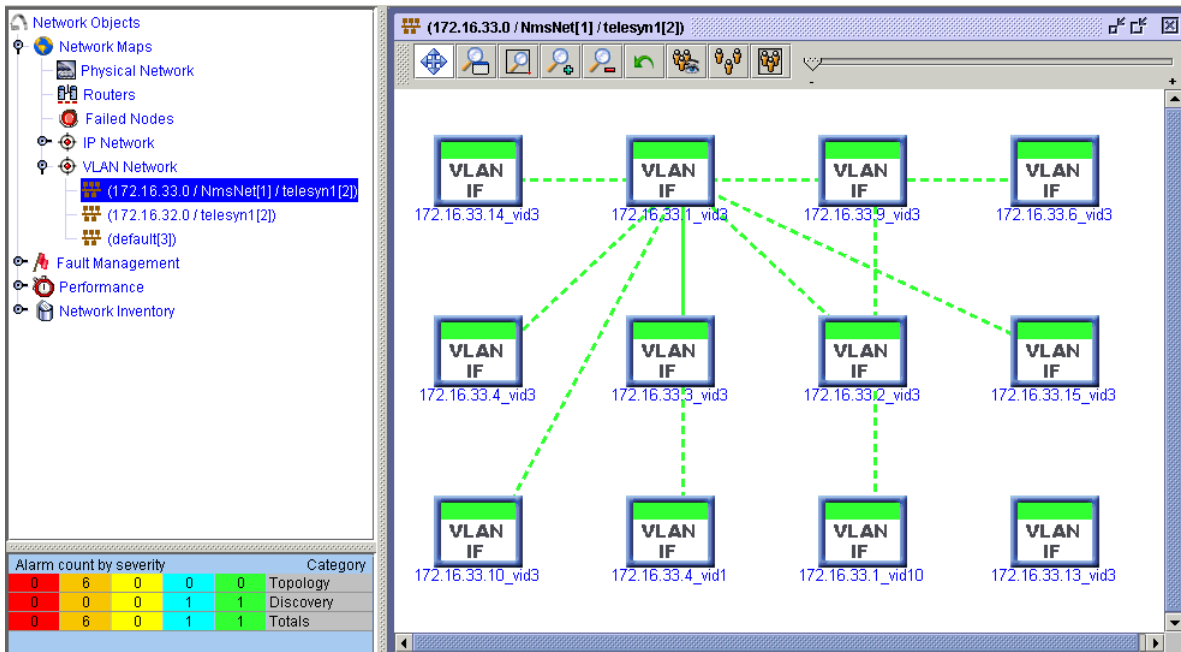 Network Objects
Network Maps
Physical Network
Routers
Failed Nodes
IP Network
VLAN Network
(172.16.33.0 / NmsNet[1] / telesyn1[2])
(172.16.32.0 / telesyn1[2])
(default[3])
Fault Management
Performance
Network Inventory
Alarm count by severity Category
0 6 0 0 0 Topology
0 0 0 1 1 Discovery
0 6 0 1 1 Totals
(172.16.33.0 / NmsNet[1] / telesyn1[2])
- +
VLAN IF VLAN IF VLAN IF VLAN IF
172.16.33.14_vid3 172.16.33.1_vid3 172.16.33.9_vid3 172.16.33.6_vid3
VLAN IF VLAN IF VLAN IF VLAN IF
172.16.33.4_vid3 172.16.33.3_vid3 172.16.33.2_vid3 172.16.33.15_vid3
VLAN IF VLAN IF VLAN IF VLAN IF
172.16.33.10_vid3 172.16.33.4_vid1 172.16.33.1_vid10 172.16.33.13_vid3